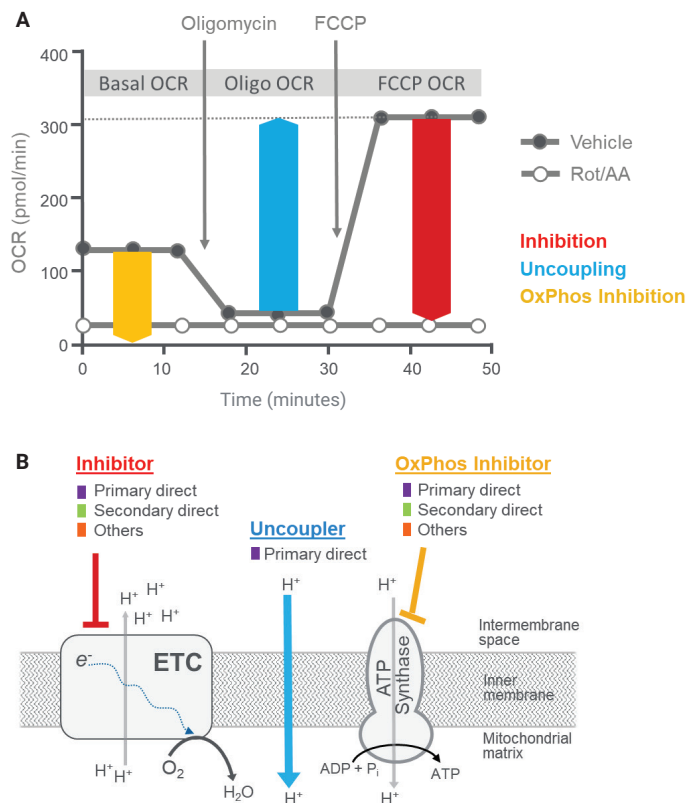 A
Oligomycin
FCCP
400
300
200
100
0
OCR (pmol/min)
Basal OCR
Oligo OCR
FCCP OCR
0
10
20
30
40
50
Time (minutes)
Vehicle
Rot/AA
Inhibition
Uncoupling
OxPhos Inhibition
B
Inhibitor
Primary direct
Secondary direct
Others
Uncoupler
Primary direct
OxPhos Inhibitor
Primary direct
Secondary direct
Others
H⁺
H⁺
H⁺
H⁺
H⁺
e⁻
ETC
H⁺
H⁺
O₂
H₂O
H⁺
H⁺
H⁺
ATP
Synthase
ADP + Pᵢ
ATP
H⁺
Intermembrane
space
Inner
membrane
Mitochondrial
matrix